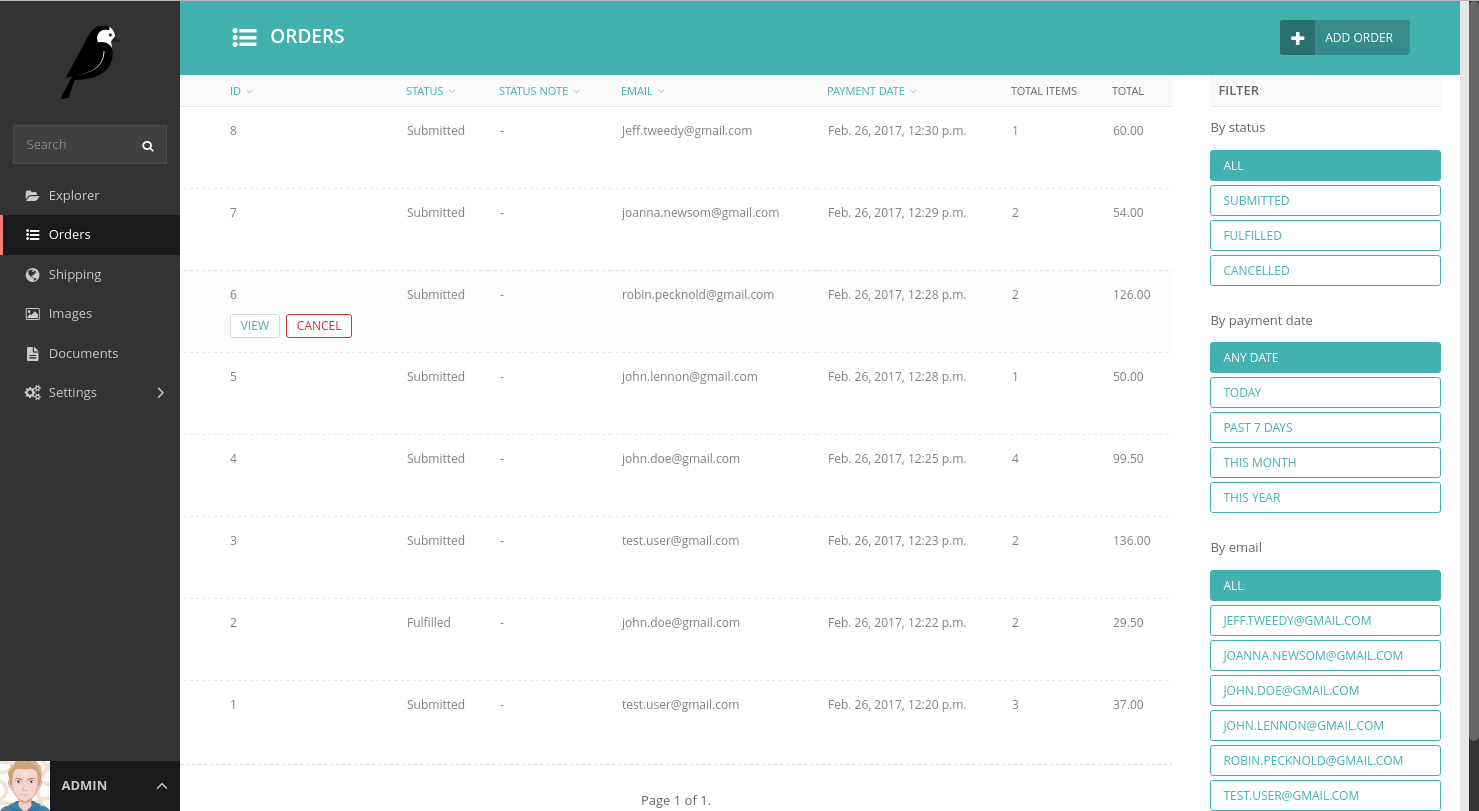 ORDERS
ADD ORDER
Search
Explorer
Orders
Shipping
Images
Documents
Settings
ADMIN
ID STATUS STATUS NOTE EMAIL PAYMENT DATE TOTAL ITEMS TOTAL
8 Submitted - Jeff.tweedy@gmail.com Feb. 26, 2017, 12:30 p.m. 1 60.00
7 Submitted - joanna.newsom@gmail.com Feb. 26, 2017, 12:29 p.m. 2 54.00
6 Submitted - robin.pecknold@gmail.com Feb. 26, 2017, 12:28 p.m. 2 126.00
VIEW CANCEL
5 Submitted - john.lennon@gmail.com Feb. 26, 2017, 12:28 p.m. 1 50.00
4 Submitted - john.doe@gmail.com Feb. 26, 2017, 12:25 p.m. 4 99.50
3 Submitted - test.user@gmail.com Feb. 26, 2017, 12:23 p.m. 2 136.00
2 Fulfilled - john.doe@gmail.com Feb. 26, 2017, 12:22 p.m. 2 29.50
1 Submitted - test.user@gmail.com Feb. 26, 2017, 12:20 p.m. 3 37.00
Page 1 of 1.
FILTER
By status
ALL
SUBMITTED
FULFILLED
CANCELLED
By payment date
ANY DATE
TODAY
PAST 7 DAYS
THIS MONTH
THIS YEAR
By email
ALL
JEFF.TWEEDY@GMAIL.COM
JOANNA.NEWSOM@GMAIL.COM
JOHN.DOE@GMAIL.COM
JOHN.LENNON@GMAIL.COM
ROBIN.PECKNOLD@GMAIL.COM
TEST.USER@GMAIL.COM